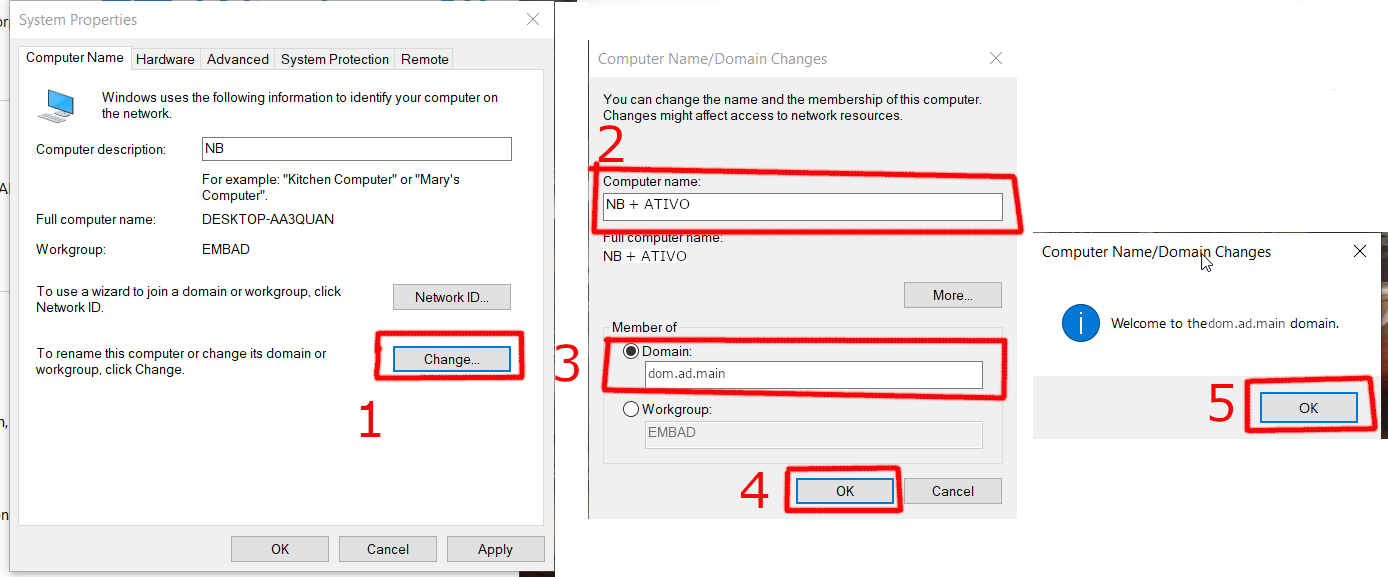 System Properties
Computer Name
Hardware
Advanced
System Protection
Remote
Windows uses the following information to identify your computer on
the network.
Computer description:
NB
For example: "Kitchen Computer" or "Mary's
Computer".
Full computer name:
DESKTOP-AA3QUAN
Workgroup:
EMBAD
To use a wizard to join a domain or workgroup, click
Network ID.
Network ID...
To rename this computer or change its domain or
workgroup, click Change.
Change...
1
OK
Cancel
Apply
Computer Name/Domain Changes
You can change the name and the membership of this computer.
Changes might affect access to network resources.
2
Computer name:
NB + ATIVO
Full computer name:
NB + ATIVO
More...
Member of
3
Domain:
dom.ad.main
Workgroup:
EMBAD
4
OK
Cancel
Computer Name/Domain Changes
Welcome to thedom.ad.main domain.
5
OK